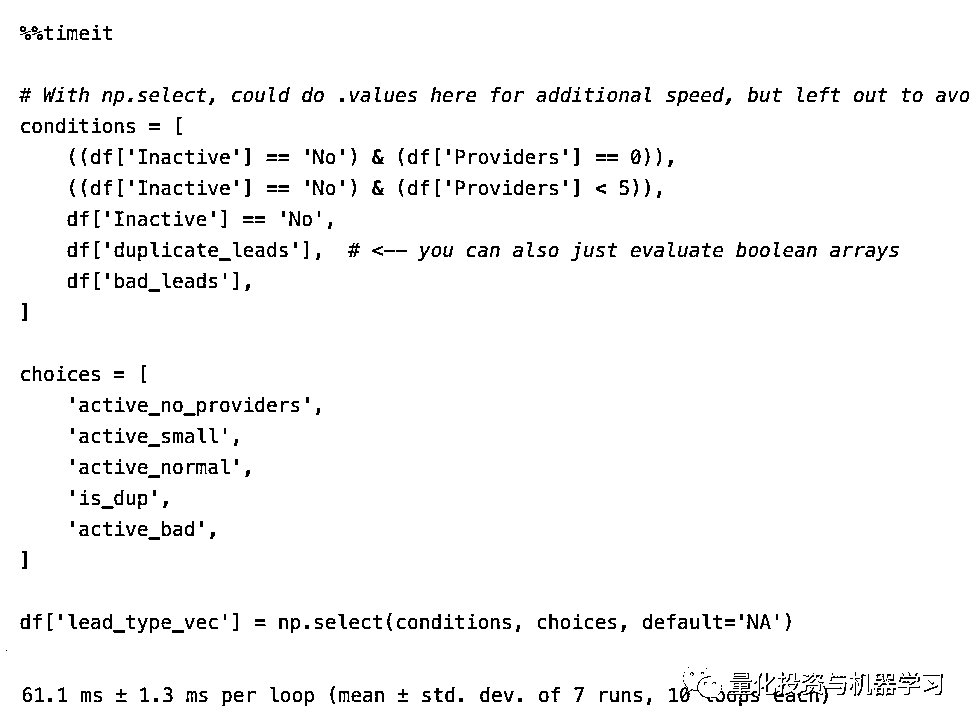 %%timeit
# With np.select, could do .values here for additional speed, but left out to avo
conditions = [
    ((df['Inactive'] == 'No') & (df['Providers'] == 0)),
    ((df['Inactive'] == 'No') & (df['Providers'] < 5)),
    df['Inactive'] == 'No',
    df['duplicate_leads'],  # <-- you can also just evaluate boolean arrays
    df['bad_leads'],
]
choices = [
    'active_no_providers',
    'active_small',
    'active_normal',
    'is_dup',
    'active_bad',
]
df['lead_type_vec'] = np.select(conditions, choices, default='NA')
61.1 ms ± 1.3 ms per loop (mean ± std. dev. of 7 runs, 10 loops each)
量化投资与机器学习